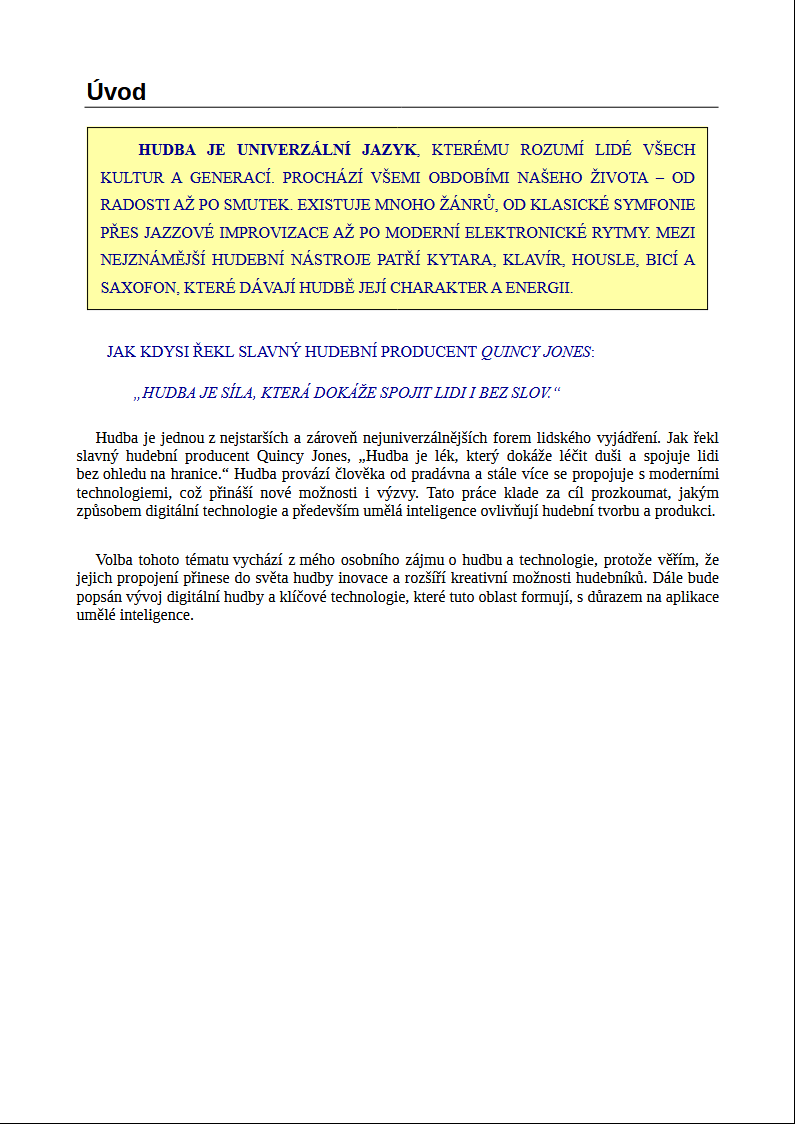 Úvod
HUDBA JE UNIVERZÁLNÍ JAZYK, KTERÉMU ROZUMÍ LIDÉ VŠECH
KULTUR A GENERACÍ. PROCHÁZÍ VŠEMI OBDOBÍMI NAŠEHO ŽIVOTA – OD
RADOSTI AŽ PO SMUTEK. EXISTUJE MNOHO ŽÁNRŮ, OD KLASICKÉ SYMFONIE
PŘES JAZZOVÉ IMPROVIZACE AŽ PO MODERNÍ ELEKTRONICKÉ RYTMY. MEZI
NEJZNÁMĚJŠÍ HUDEBNÍ NÁSTROJE PATŘÍ KYTARA, KLAVÍR, HOUSLE, BICÍ A
SAXOFON, KTERÉ DÁVAJÍ HUDBĚ JEJÍ CHARAKTER A ENERGII.
JAK KDYSI ŘEKL SLAVNÝ HUDEBNÍ PRODUCENT QUINCY JONES:
„HUDBA JE SÍLA, KTERÁ DOKÁŽE SPOJIT LIDI I BEZ SLOV.“
Hudba je jednou z nejstarších a zároveň nejuniverzálnějších forem lidského vyjádření. Jak řekl
slavný hudební producent Quincy Jones, „Hudba je lék, který dokáže léčit duši a spojuje lidi
bez ohledu na hranice.“ Hudba provází člověka od pradávna a stále více se propojuje s moderními
technologiemi, což přináší nové možnosti i výzvy. Tato práce klade za cíl prozkoumat, jakým
způsobem digitální technologie a především umělá inteligence ovlivňují hudební tvorbu a produkci.
Volba tohoto tématu vychází z mého osobního zájmu o hudbu a technologie, protože věřím, že
jejich propojení přinese do světa hudby inovace a rozšíří kreativní možnosti hudebníků. Dále bude
popsán vývoj digitální hudby a klíčové technologie, které tuto oblast formují, s důrazem na aplikace
umělé inteligence.